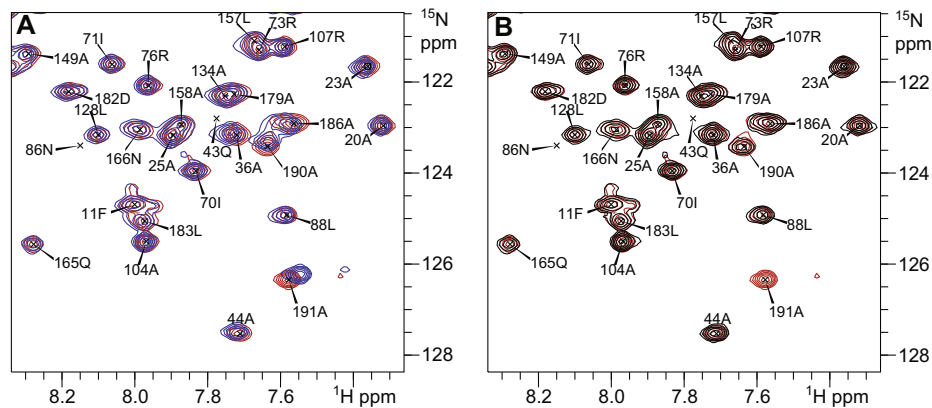 A
15N
ppm
157L
73R
107R
71I
76R
149A
23A
122
134A
182D
158A
179A
128L
186A
86N
166N
43Q
20A
25A
36A
190A
124
70I
11F
88L
183L
165Q
104A
126
191A
44A
128
8.2
8.0
7.8
7.6
1H ppm
B
15N
ppm
157L
73R
107R
71I
76R
149A
23A
122
134A
182D
158A
179A
128L
186A
86N
166N
43Q
20A
25A
36A
190A
124
70I
11F
88L
183L
165Q
104A
126
191A
44A
128
8.2
8.0
7.8
7.6
1H ppm